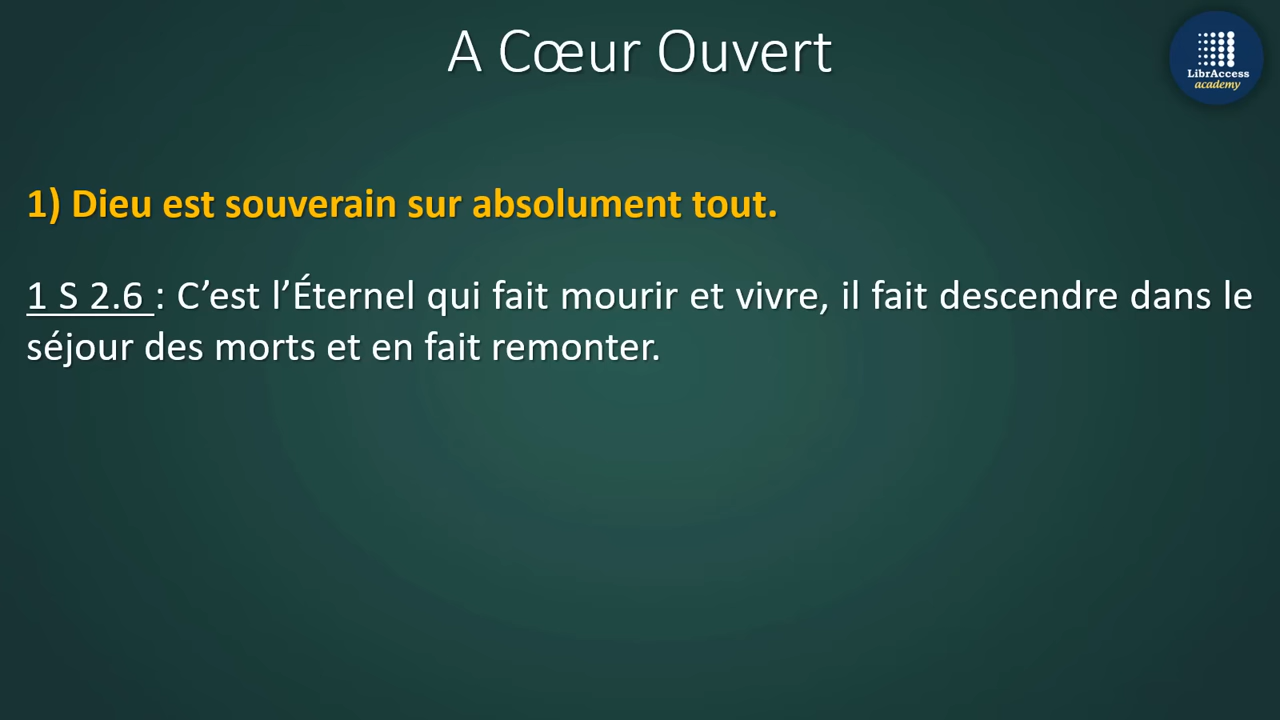 A Cœur Ouvert
LibrAccess
academy
1) Dieu est souverain sur absolument tout.
1 S 2.6 : C’est l’Éternel qui fait mourir et vivre, il fait descendre dans le
séjour des morts et en fait remonter.